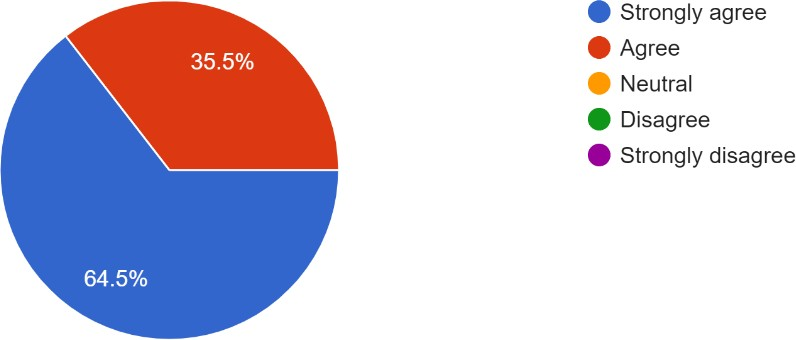 35.5%
64.5%
Strongly agree
Agree
Neutral
Disagree
Strongly disagree